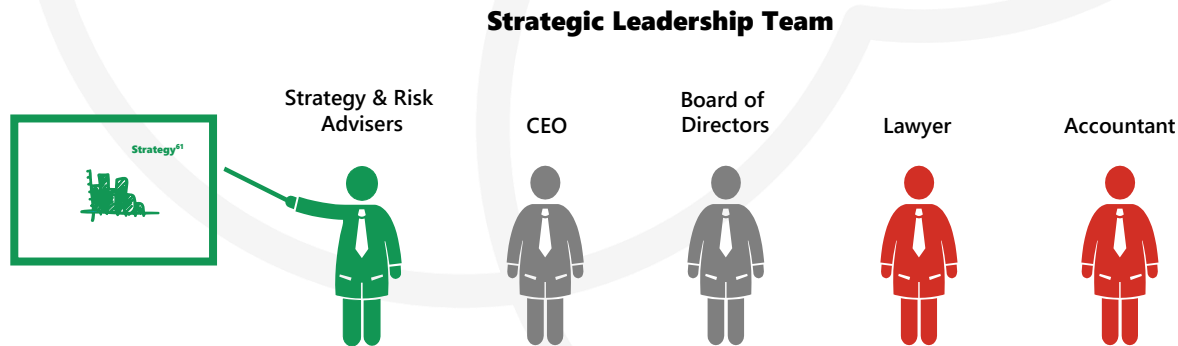 Strategic Leadership Team
Strategy & Risk
Advisers
CEO
Board of
Directors
Lawyer
Accountant
Strategy⁶¹